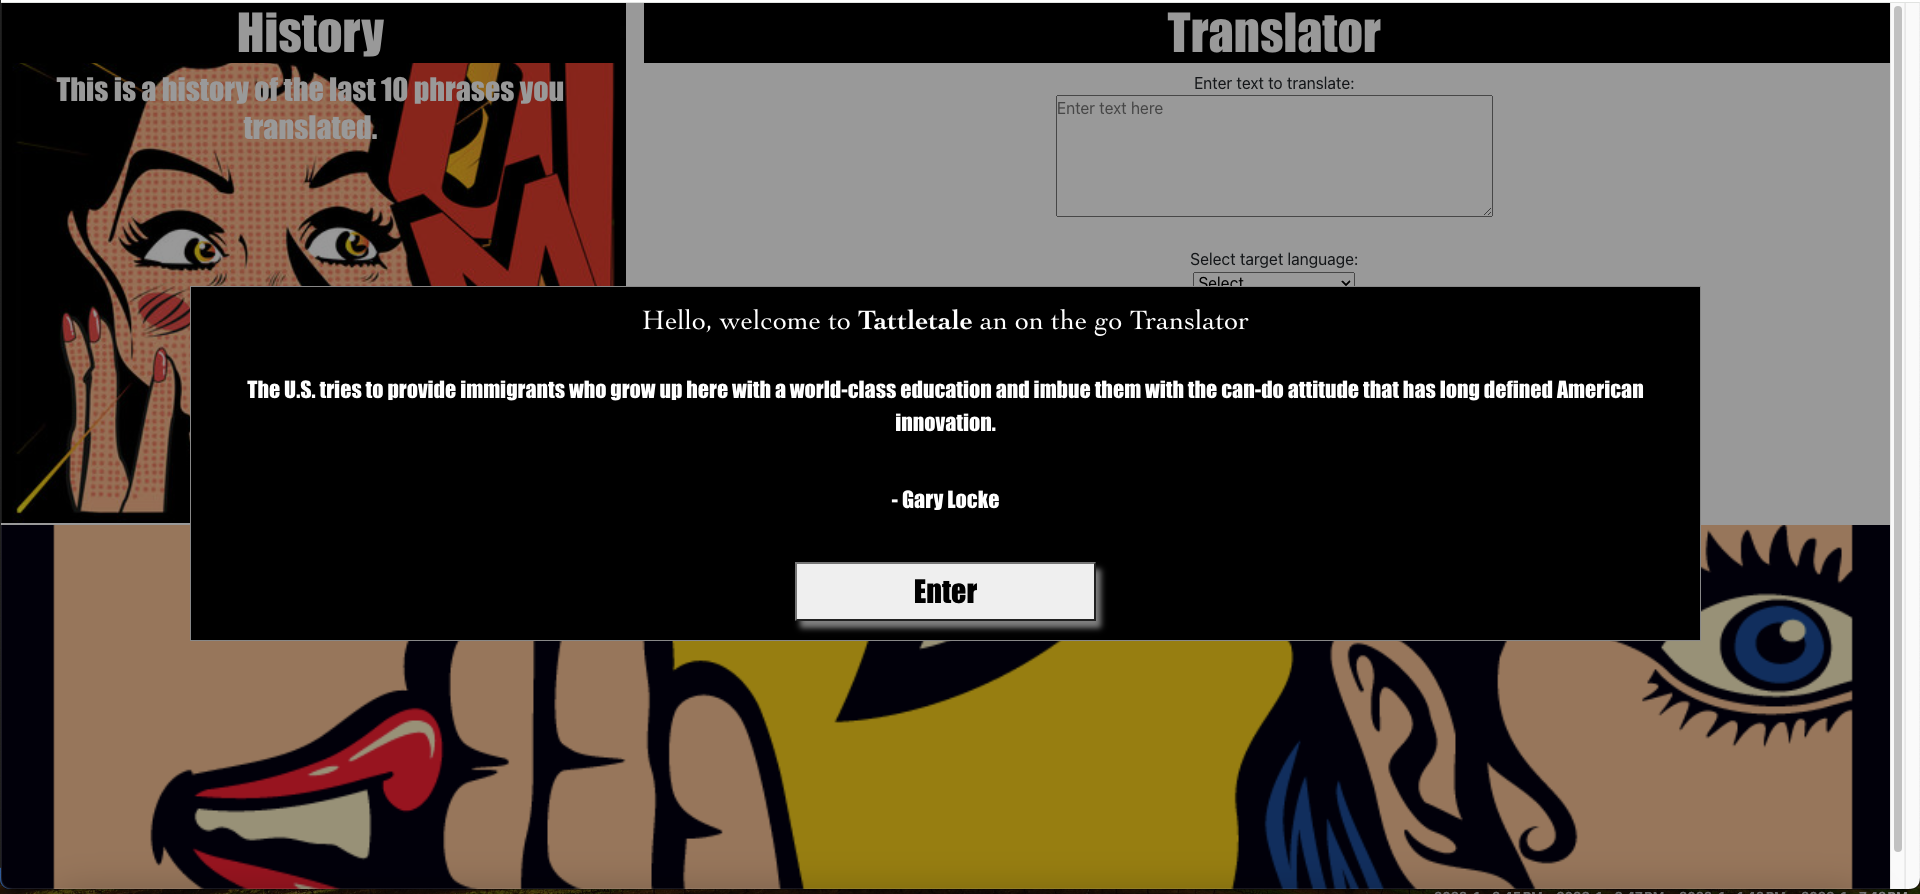 History
This is a history of the last 10 phrases you
translated.
Translator
Enter text to translate:
Enter text here
Select target language:
Select
Hello, welcome to Tattletale an on the go Translator
The U.S. tries to provide immigrants who grow up here with a world-class education and imbue them with the can-do attitude that has long defined American
innovation.
- Gary Locke
Enter